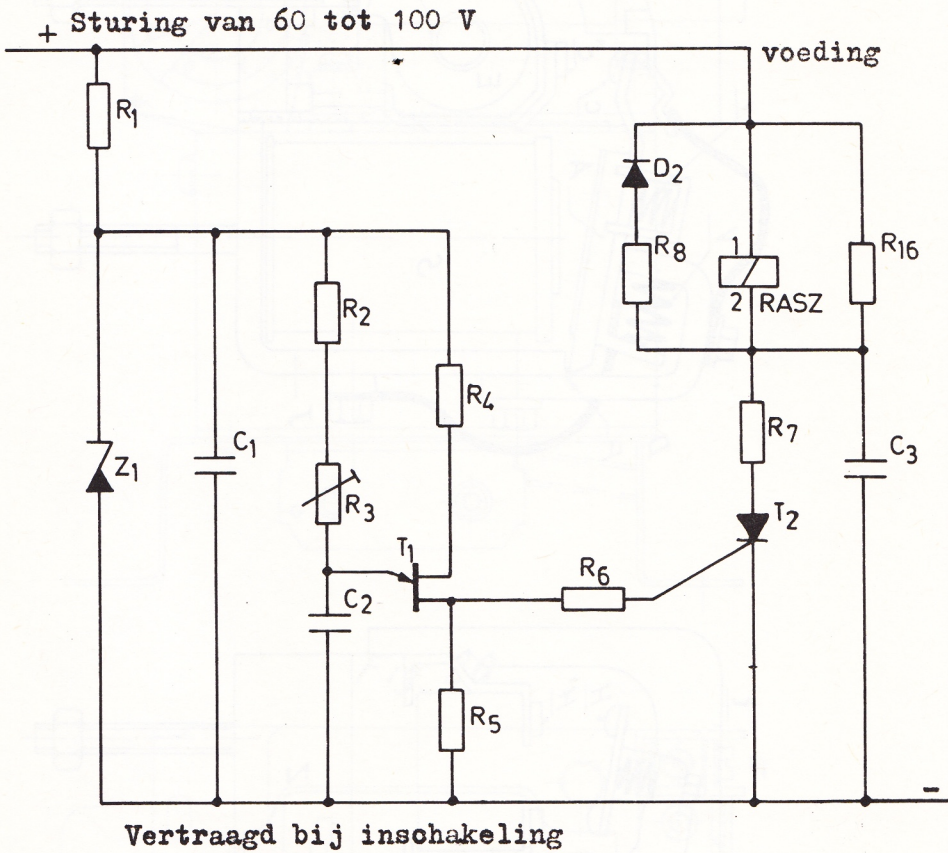 + Sturing van 60 tot 100 V
voeding
R1
D2
R8
1
2 RASZ
R16
R2
R4
Z1
C1
R3
R7
C3
T2
T1
C2
R6
R5
-
Vertraagd bij inschakeling